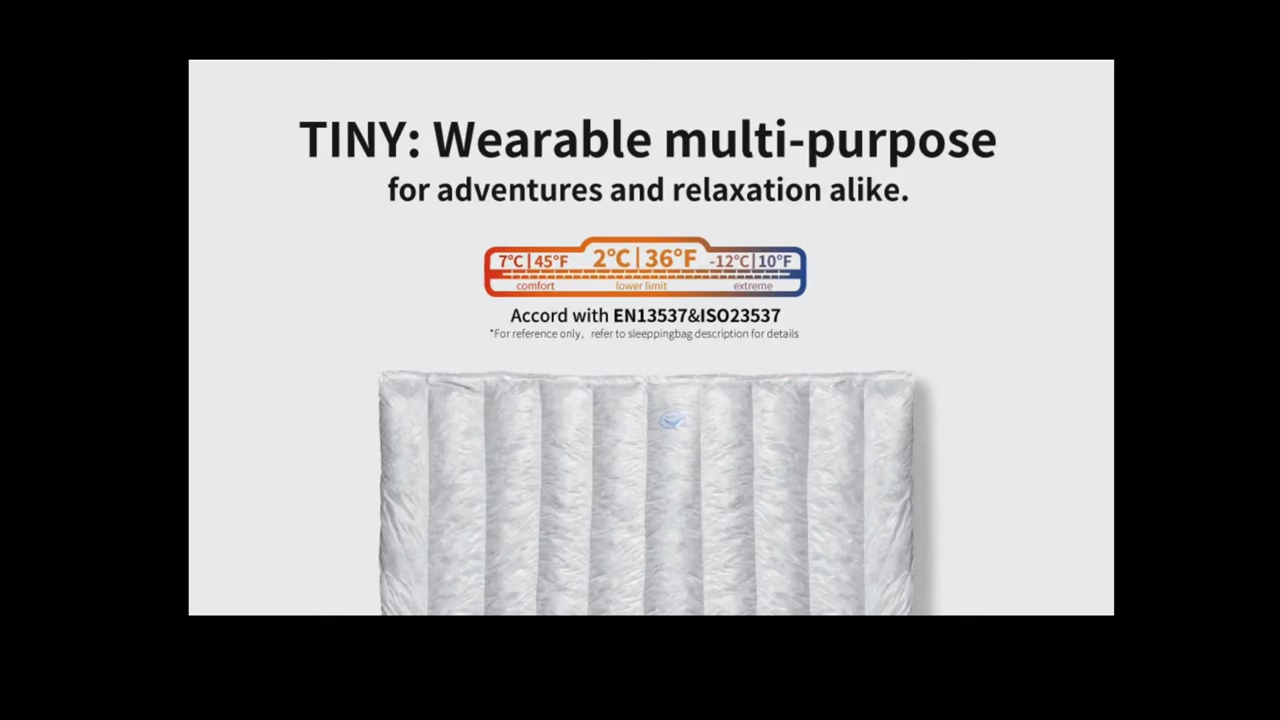 TINY: Wearable multi-purpose
for adventures and relaxation alike.
7°C|45°F 2°C|36°F -12°C|10°F
comfort lower limit extreme
Accord with EN13537&ISO23537
*For reference only, refer to sleeppingbag description for details